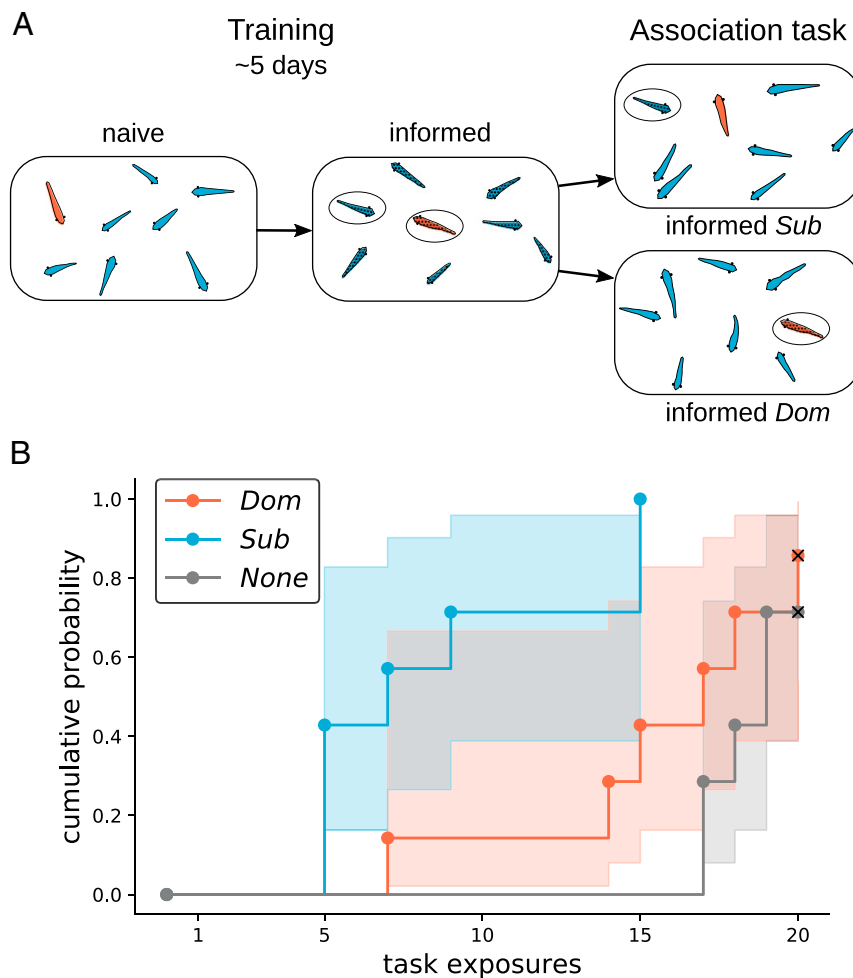 A
Training
~5 days
Association task
naive
informed
informed Sub
informed Dom
B
Dom
Sub
None
cumulative probability
1.0
0.8
0.6
0.4
0.2
0.0
1
5
10
15
20
task exposures